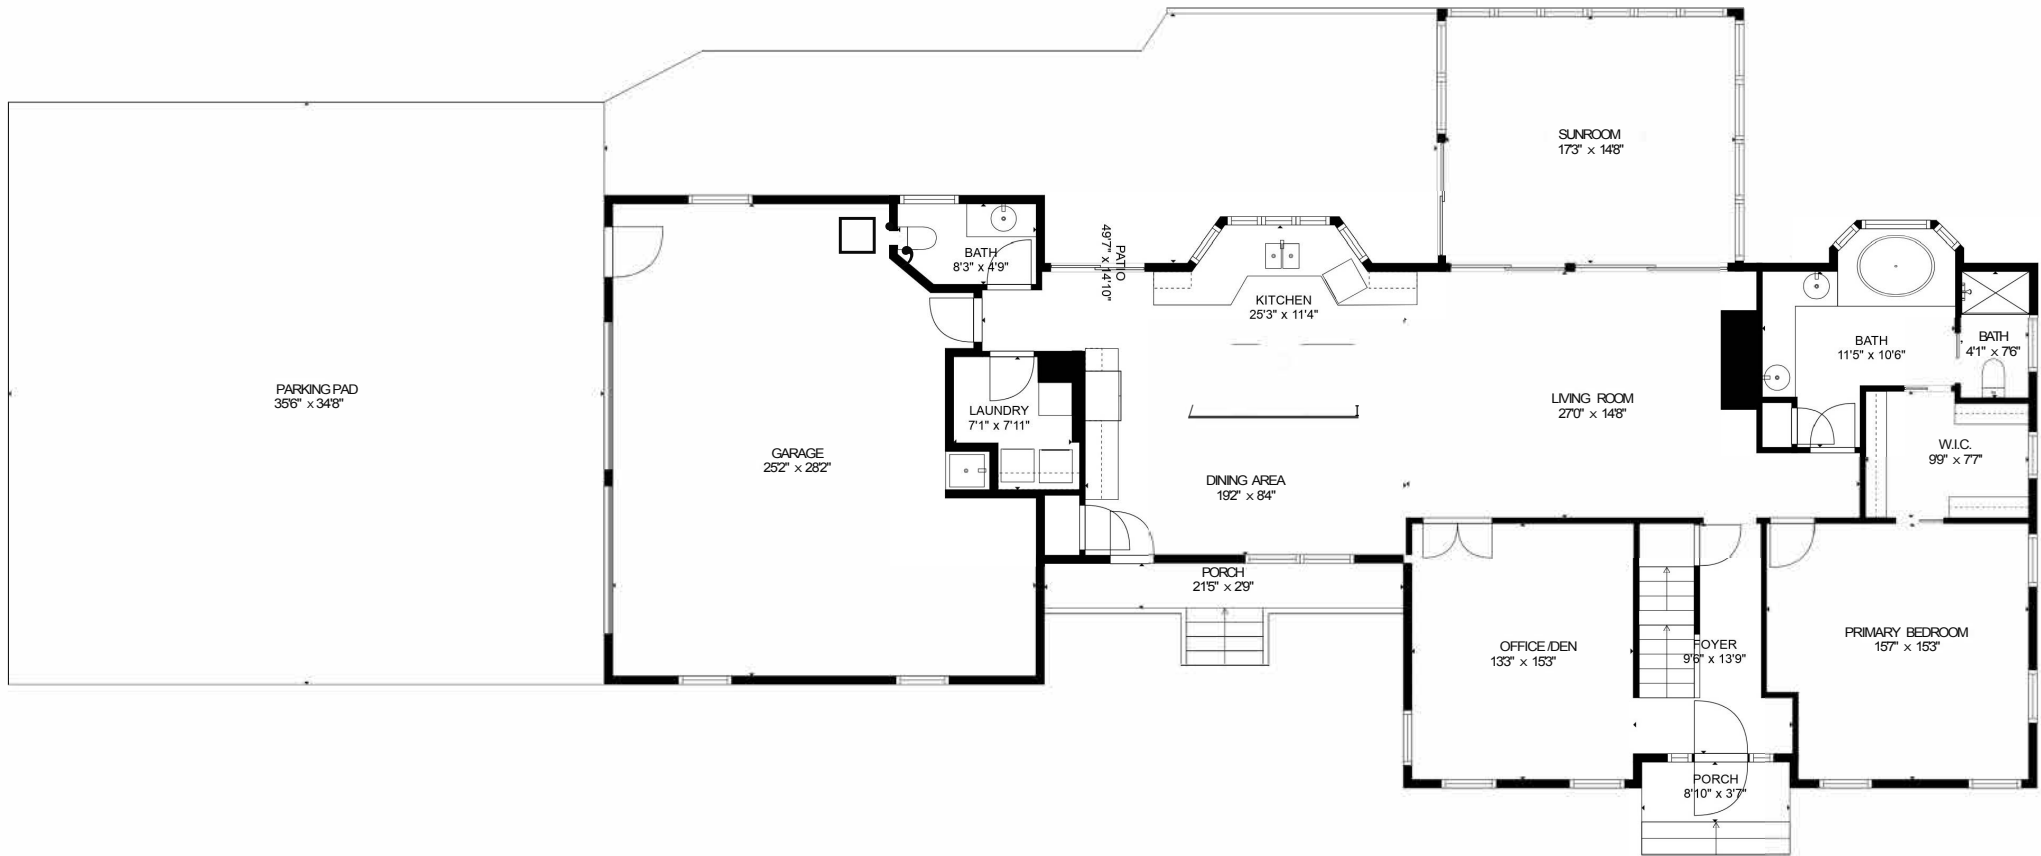 SUNROOM
17'3" x 14'8"
BATH
8'3" x 4'9"
PATIO
49'7" x 14'10"
KITCHEN
25'3" x 11'4"
BATH
11'5" x 10'6"
BATH
4'1" x 7'6"
PARKING PAD
35'6" x 34'8"
LAUNDRY
7'1" x 7'11"
LIVING ROOM
27'0" x 14'8"
GARAGE
25'2" x 28'2"
W.I.C.
9'9" x 7'7"
DINING AREA
19'2" x 8'4"
PORCH
21'5" x 2'9"
OFFICE/DEN
13'3" x 15'3"
FOYER
9'6" x 13'9"
PRIMARY BEDROOM
15'7" x 15'3"
PORCH
8'10" x 3'7"